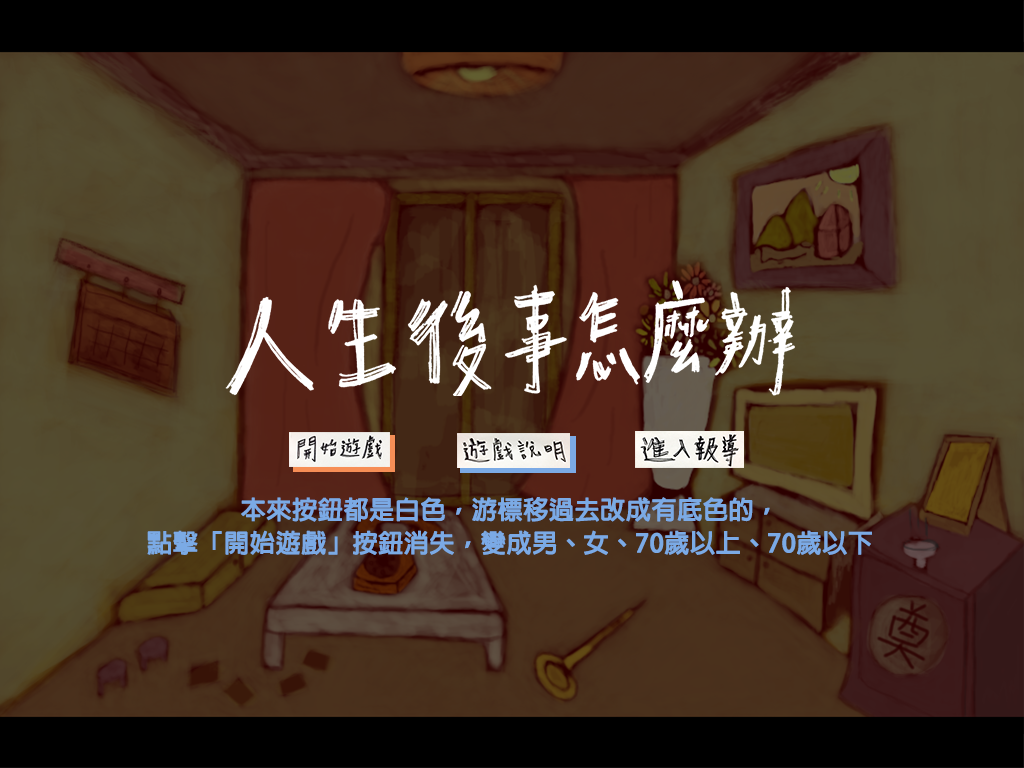 人生後事怎麼辦
開始遊戲
遊戲說明
進入報導
本來按鈕都是白色，游標移過去改成有底色的，
點擊「開始遊戲」按鈕消失，變成男、女、70歲以上、70歲以下
奠